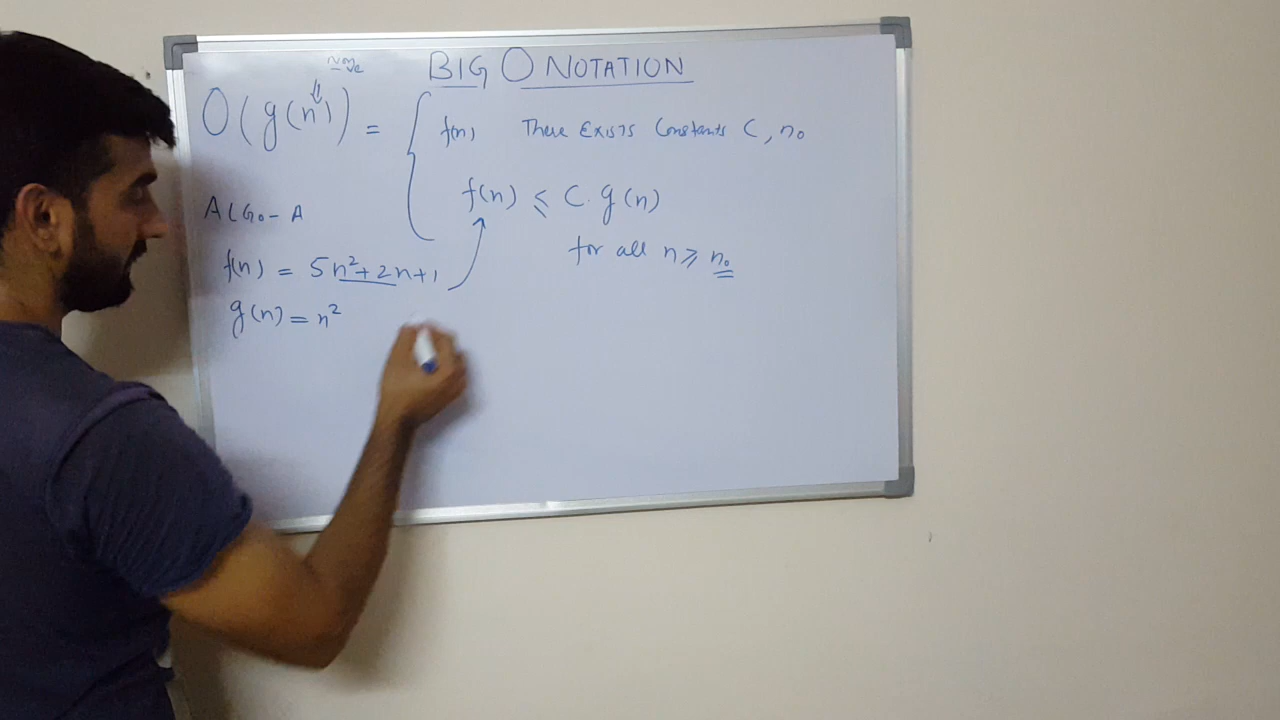 BIG O NOTATION
O(g(n)) = {
f(n) There Exists Constants C, n₀
f(n) ≤ C. g(n)
for all n ≥ n₀
ALGO-A
f(n) = 5n²+2n+1
g(n) = n²